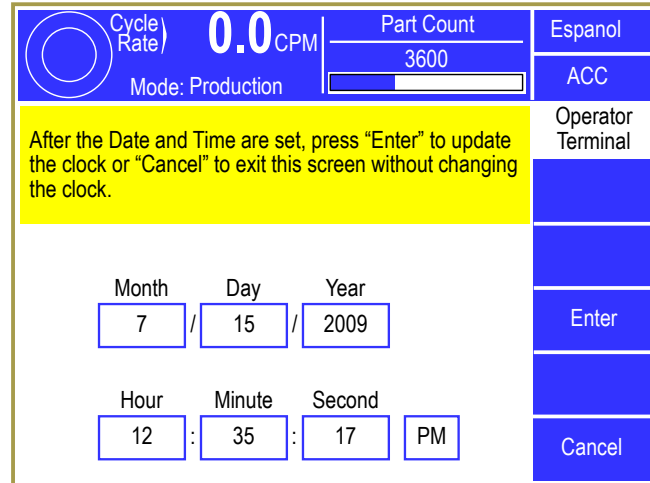 Cycle
Rate)
0.0 CPM
Mode: Production
Part Count
3600
Espanol
ACC
Operator
Terminal
After the Date and Time are set, press “Enter” to update
the clock or “Cancel” to exit this screen without changing
the clock.
Month Day Year
7 / 15 / 2009
Enter
Hour Minute Second
12 : 35 : 17 PM
Cancel